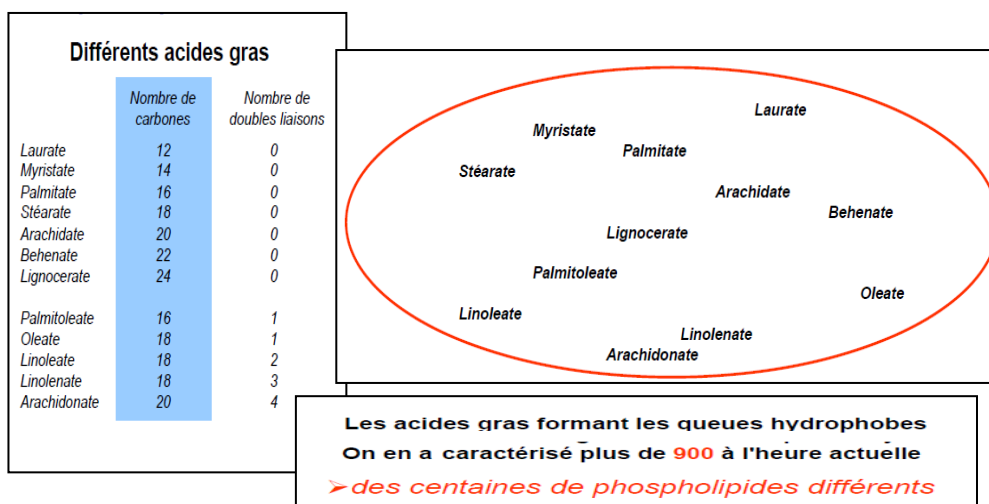 Différents acides gras
Nombre de carbones Nombre de doubles liaisons
Laurate 12 0
Myristate 14 0
Palmitate 16 0
Stéarate 18 0
Arachidate 20 0
Behenate 22 0
Lignocerate 24 0
Palmitoleate 16 1
Oleate 18 1
Linoleate 18 2
Linolenate 18 3
Arachidonate 20 4
Laurate
Myristate
Palmitate
Stéarate
Arachidate
Behenate
Lignocerate
Palmitoleate
Oleate
Linoleate
Linolenate
Arachidonate
Les acides gras formant les queues hydrophobes
On en a caractérisé plus de 900 à l'heure actuelle
➢des centaines de phospholipides différents